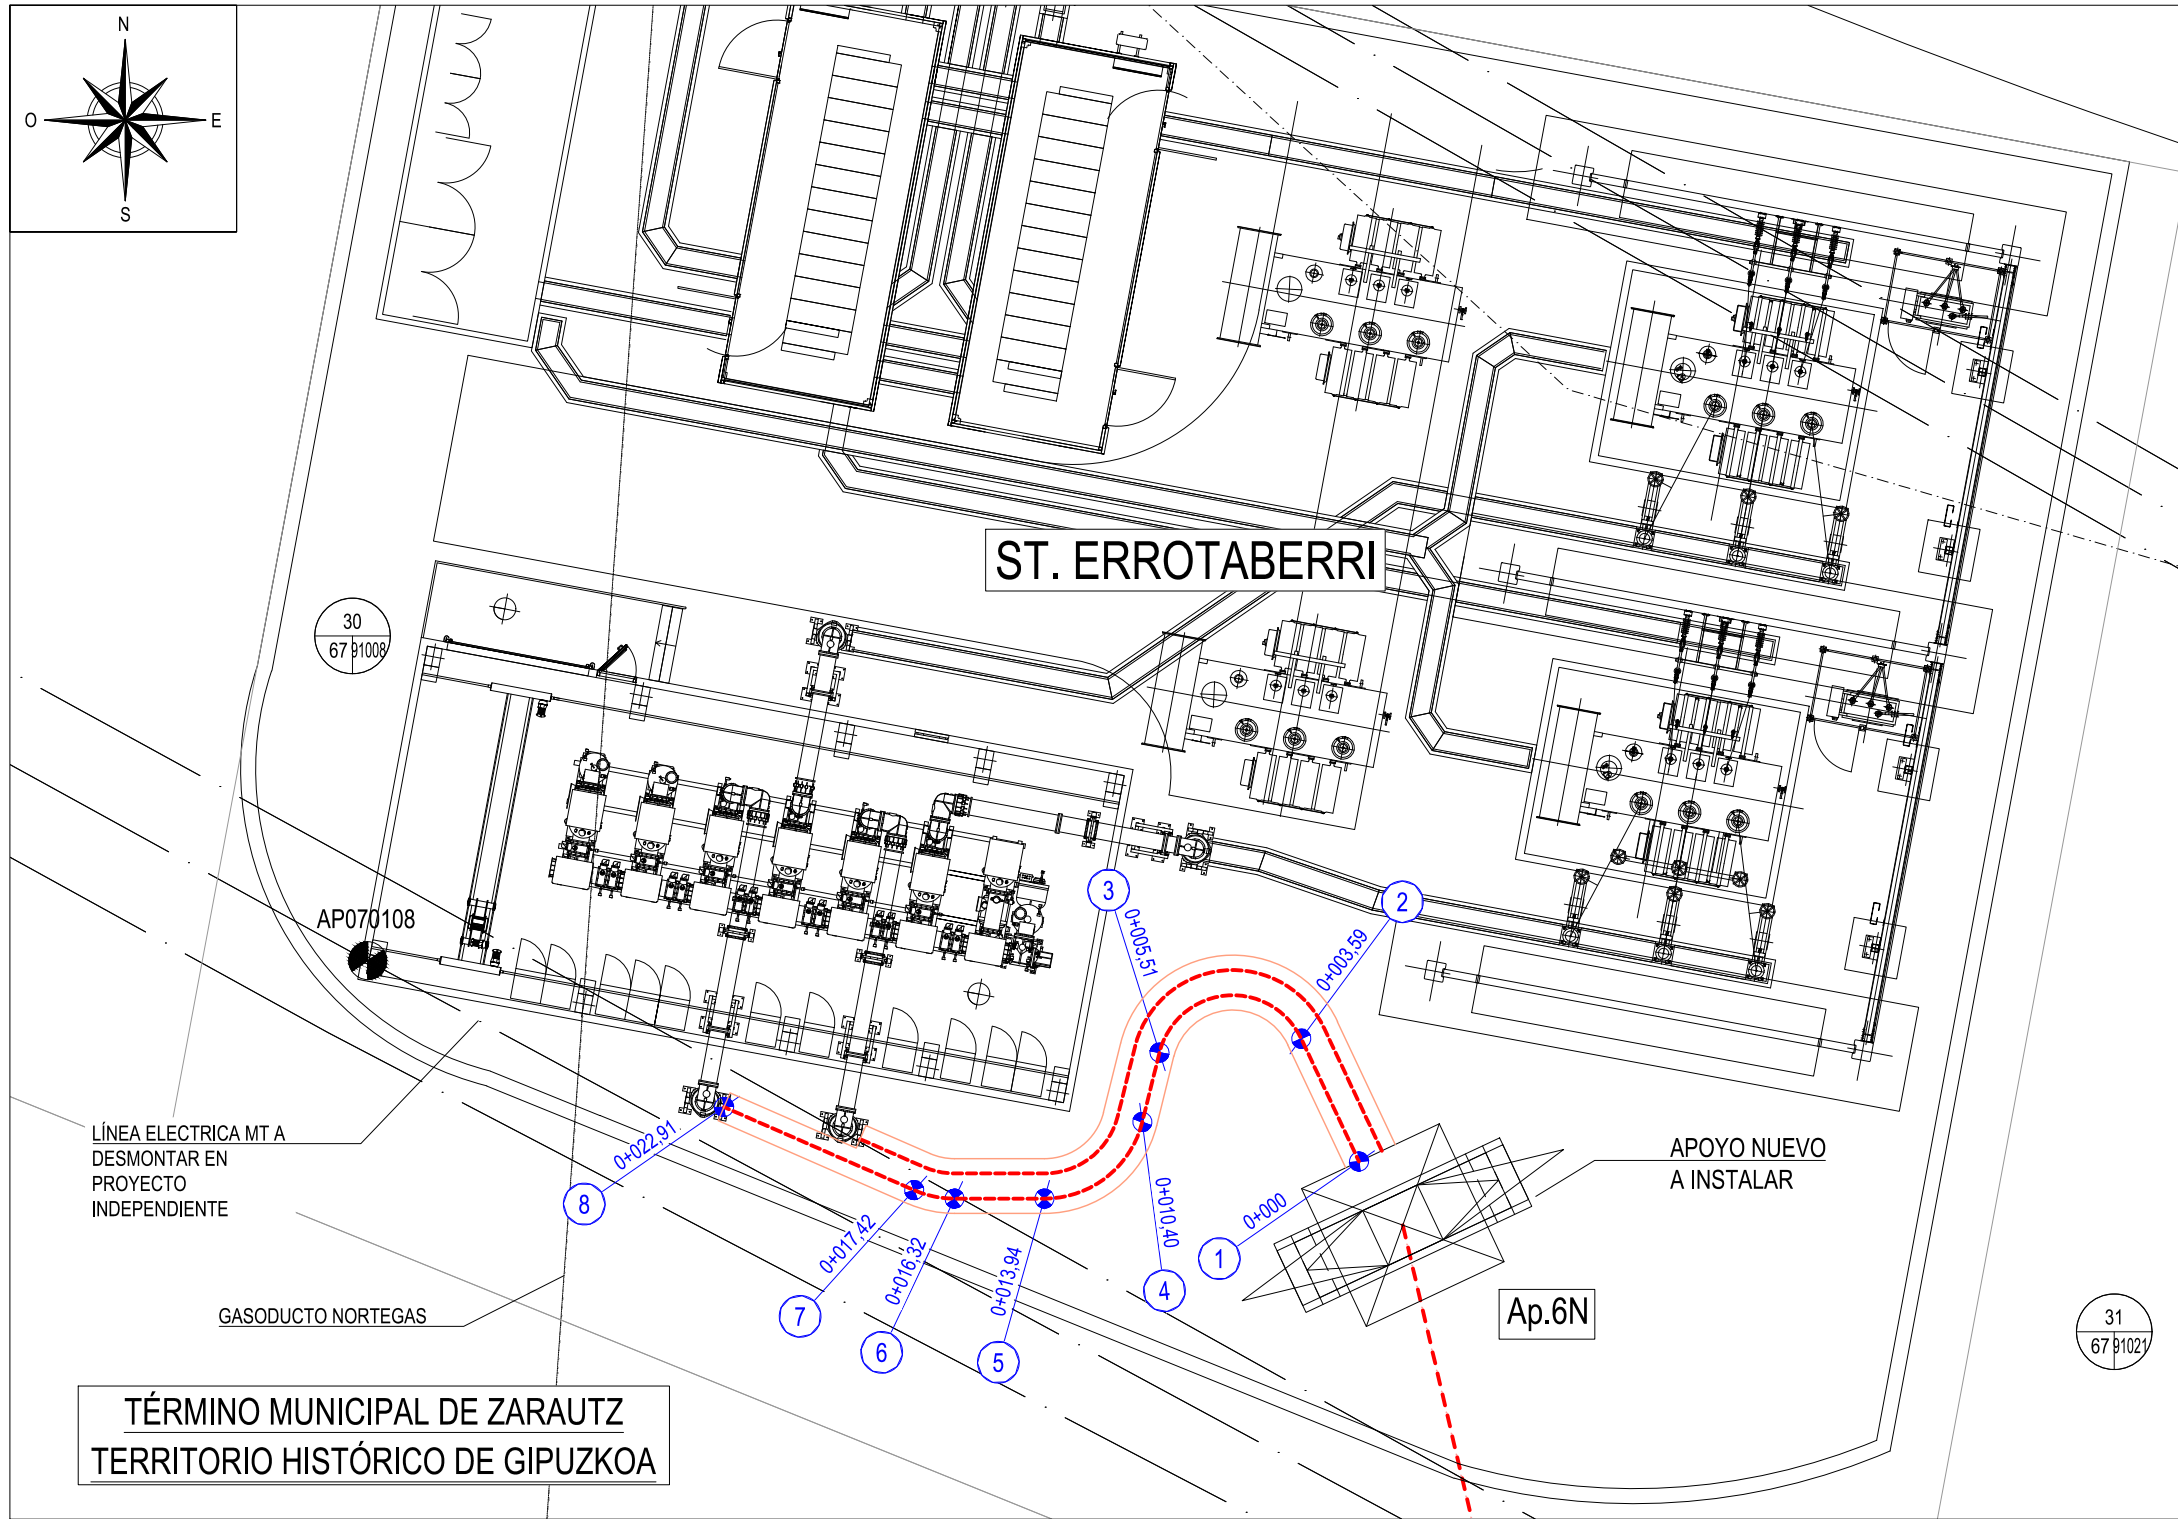 N
O
E
S
ST. ERROTABERRI
30
67 91008
AP070108
3
2
0+005,51
0+003,59
LÍNEA ELECTRICA MT A
DESMONTAR EN
PROYECTO
INDEPENDIENTE
0+022,91
8
0+017,42
7
0+016,32
6
0+013,94
5
0+010,40
4
0+000
1
APOYO NUEVO
A INSTALAR
Ap.6N
GASODUCTO NORTEGAS
31
67 91021
TÉRMINO MUNICIPAL DE ZARAUTZ
TERRITORIO HISTÓRICO DE GIPUZKOA